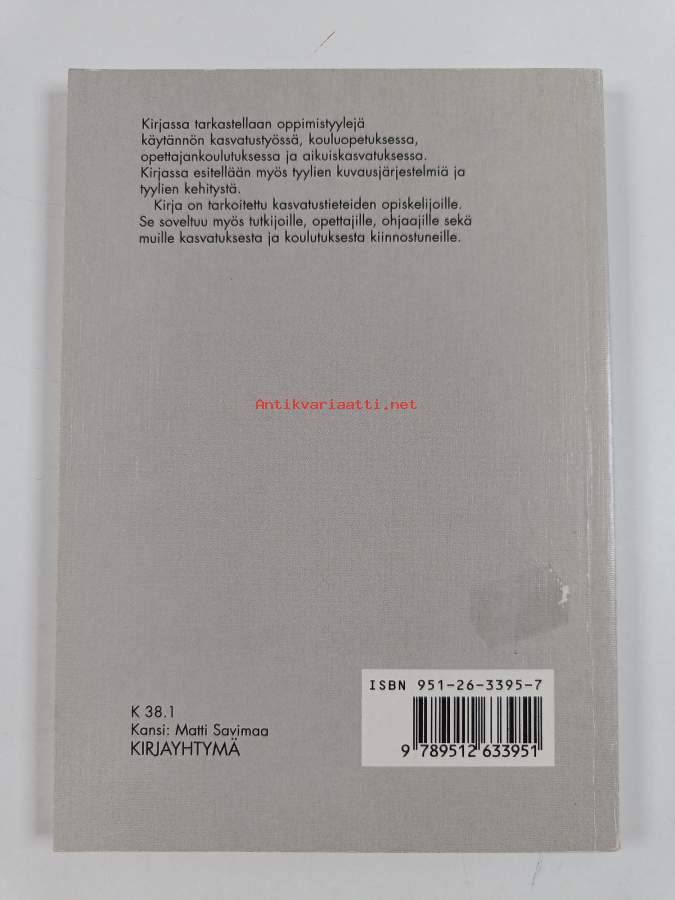 Kirjassa tarkastellaan oppimistyylejä
käytännön kasvatustyössä, kouluopetuksessa,
opettajankoulutuksessa ja aikuiskasvatuksessa.
Kirjassa esitellään myös tyylien kuvausjärjestelmiä ja
tyylien kehitystä.
Kirja on tarkoitettu kasvatustieteiden opiskelijoille.
Se soveltuu myös tutkijoille, opettajille, ohjaajille sekä
muille kasvatuksesta ja koulutuksesta kiinnostuneille.
Antikvariaatti.net
ISBN 951-26-3395-7
9 789512 633951
K 38.1
Kansi: Matti Savimaa
KIRJAYHTYMÄ